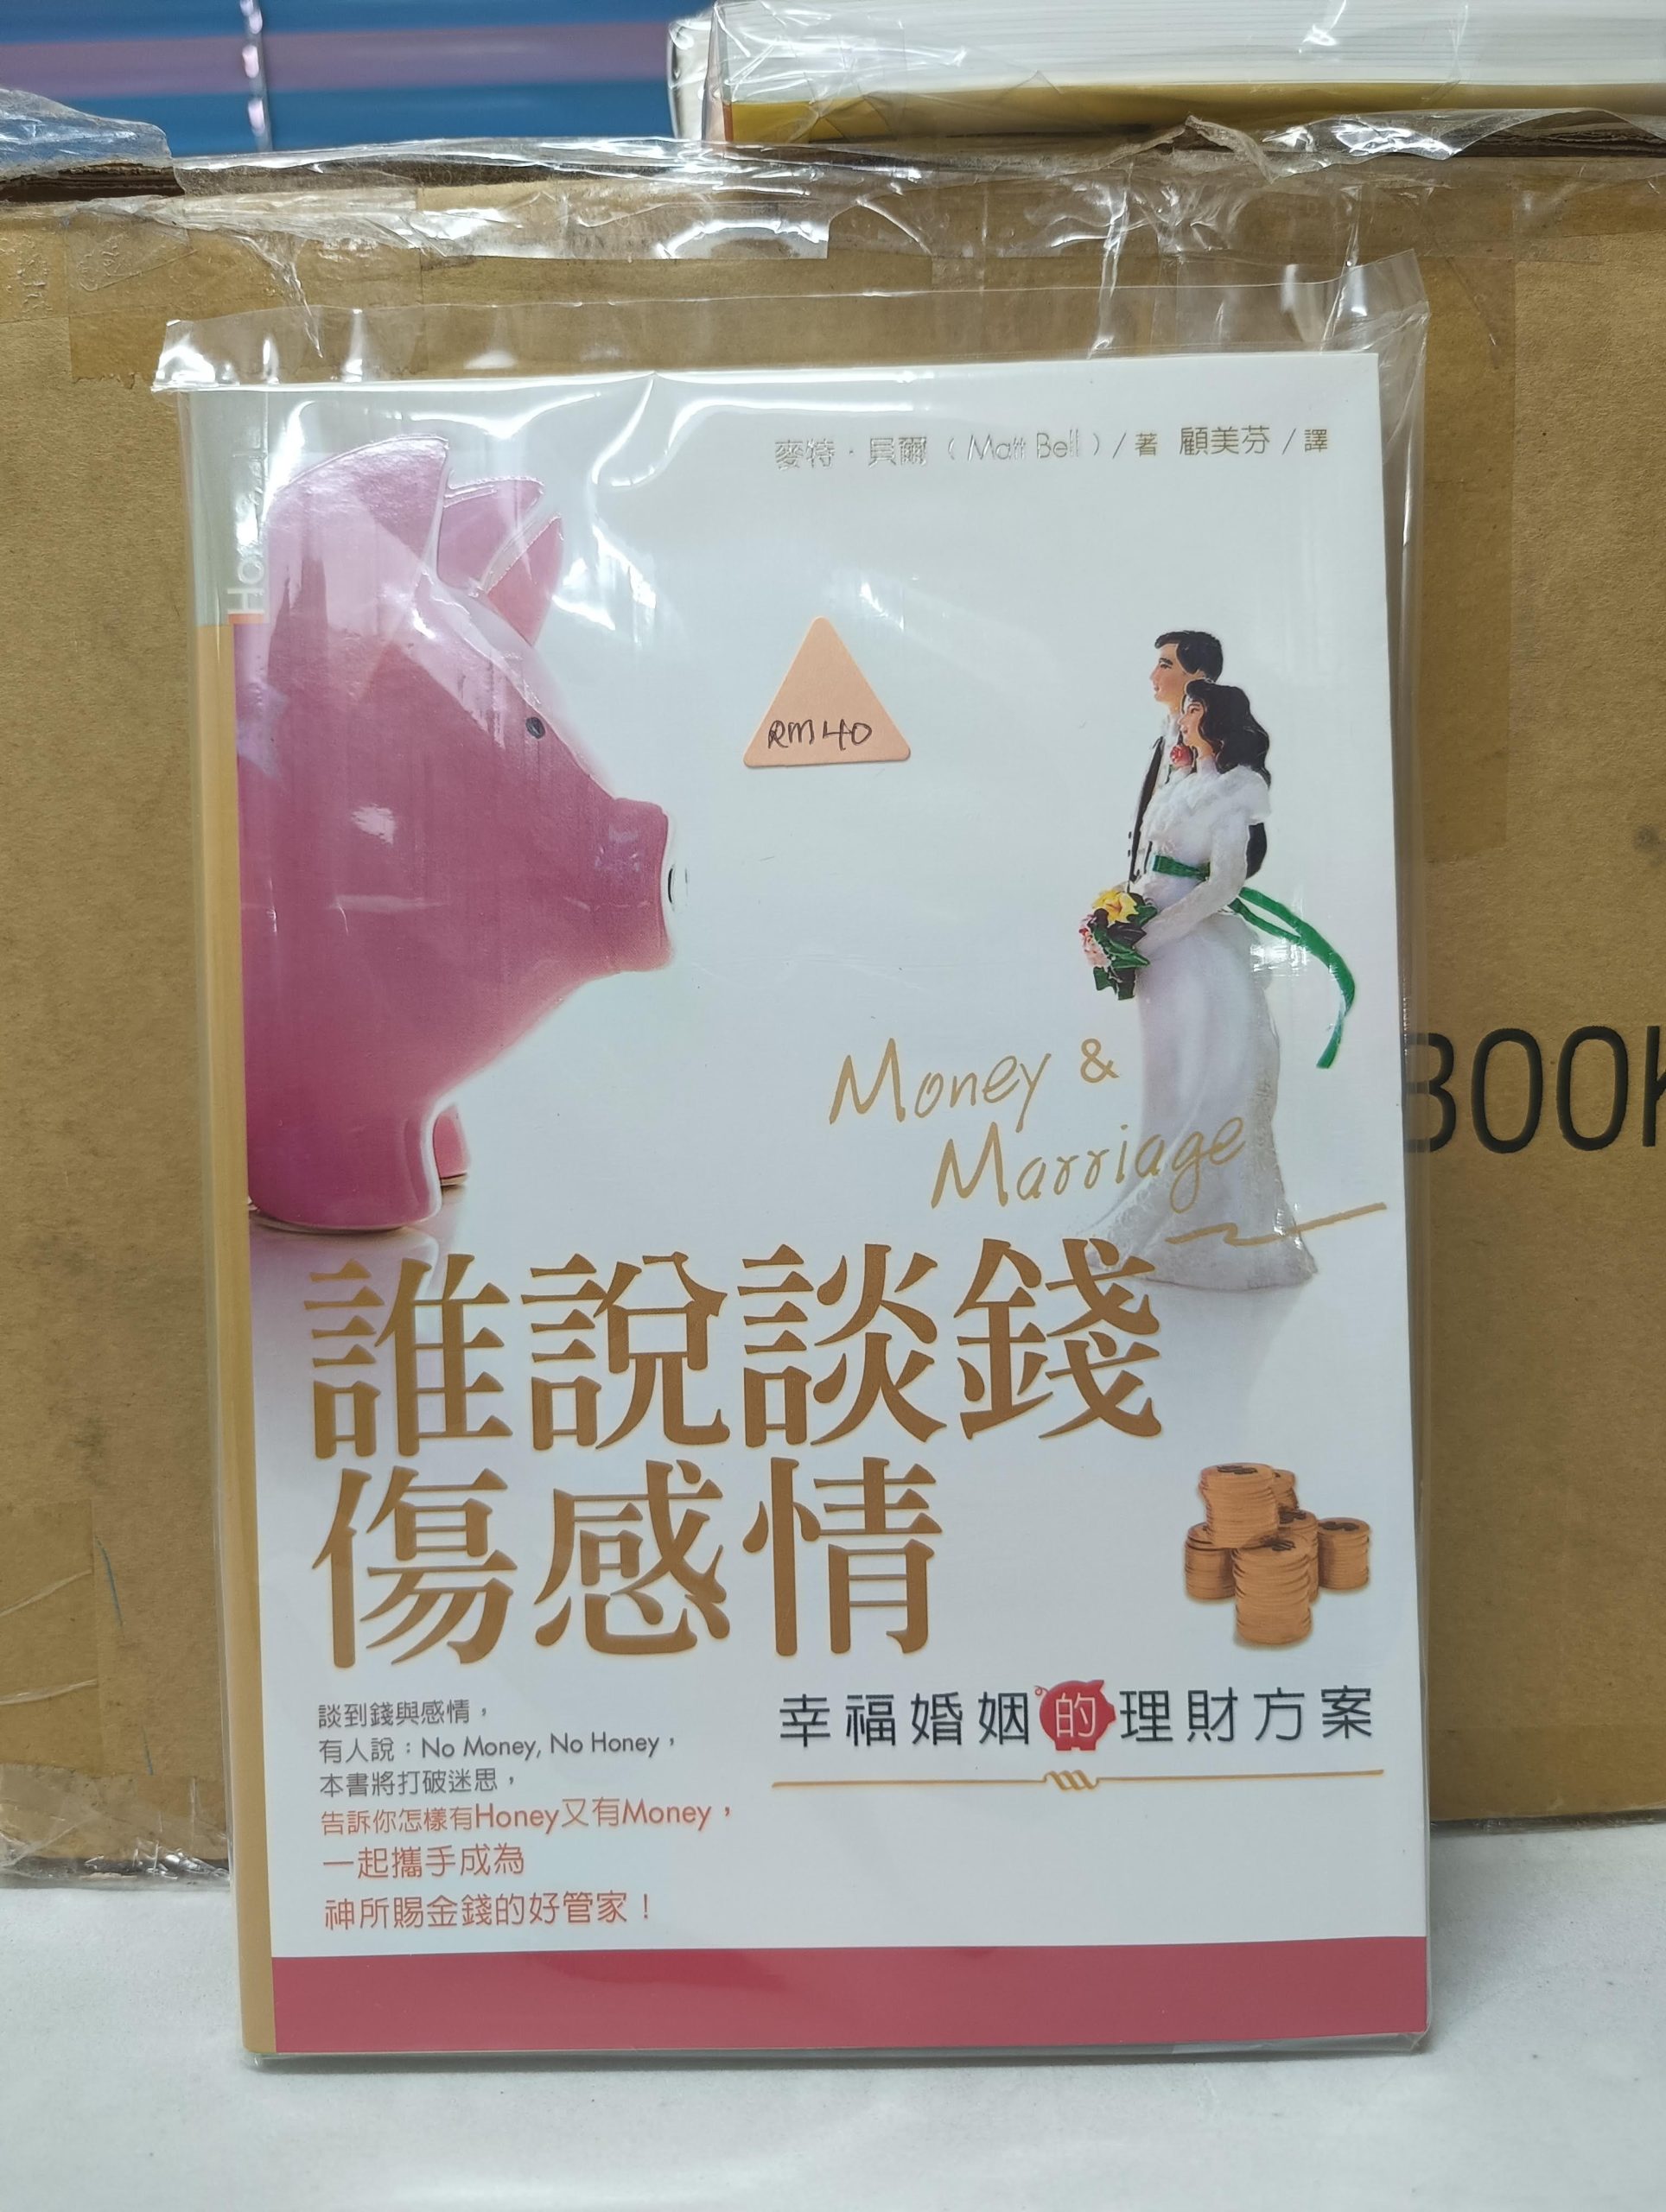 麥特．貝爾（Matt Bell）/著 顧美芬/譯
RM40
Money &
Marriage
誰說談錢
傷感情
幸福婚姻的理財方案
談到錢與感情，
有人說：No Money, No Honey，
本書將打破迷思，
告訴你怎樣有Honey又有Money，
一起攜手成為
神所賜金錢的好管家！